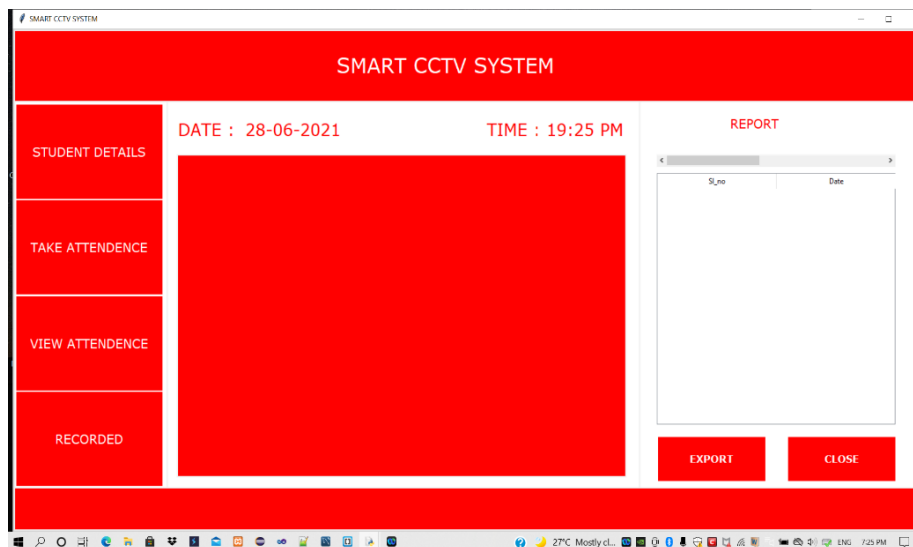 SMART CCTV SYSTEM
SMART CCTV SYSTEM
STUDENT DETAILS
TAKE ATTENDENCE
VIEW ATTENDENCE
RECORDED
DATE : 28-06-2021
TIME : 19:25 PM
REPORT
Sl_no Date
EXPORT CLOSE
27°C Mostly cl... ENG 7:25 PM